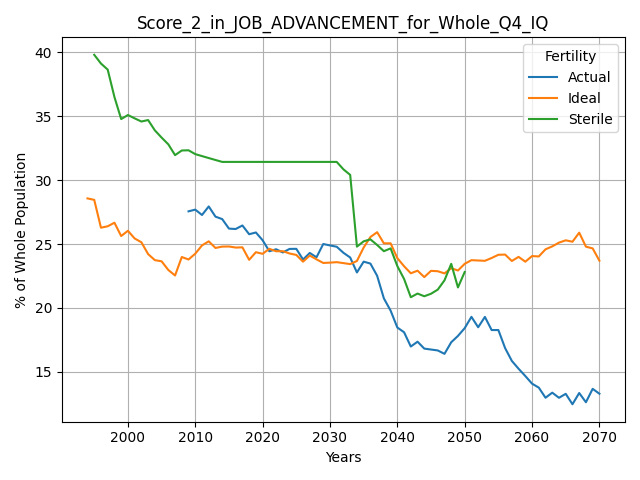 Score_2_in_JOB_ADVANCEMENT_for_Whole_Q4_IQ
Fertility
Actual
Ideal
Sterile
% of Whole Population
40
35
30
25
20
15
2000
2010
2020
2030
2040
2050
2060
2070
Years